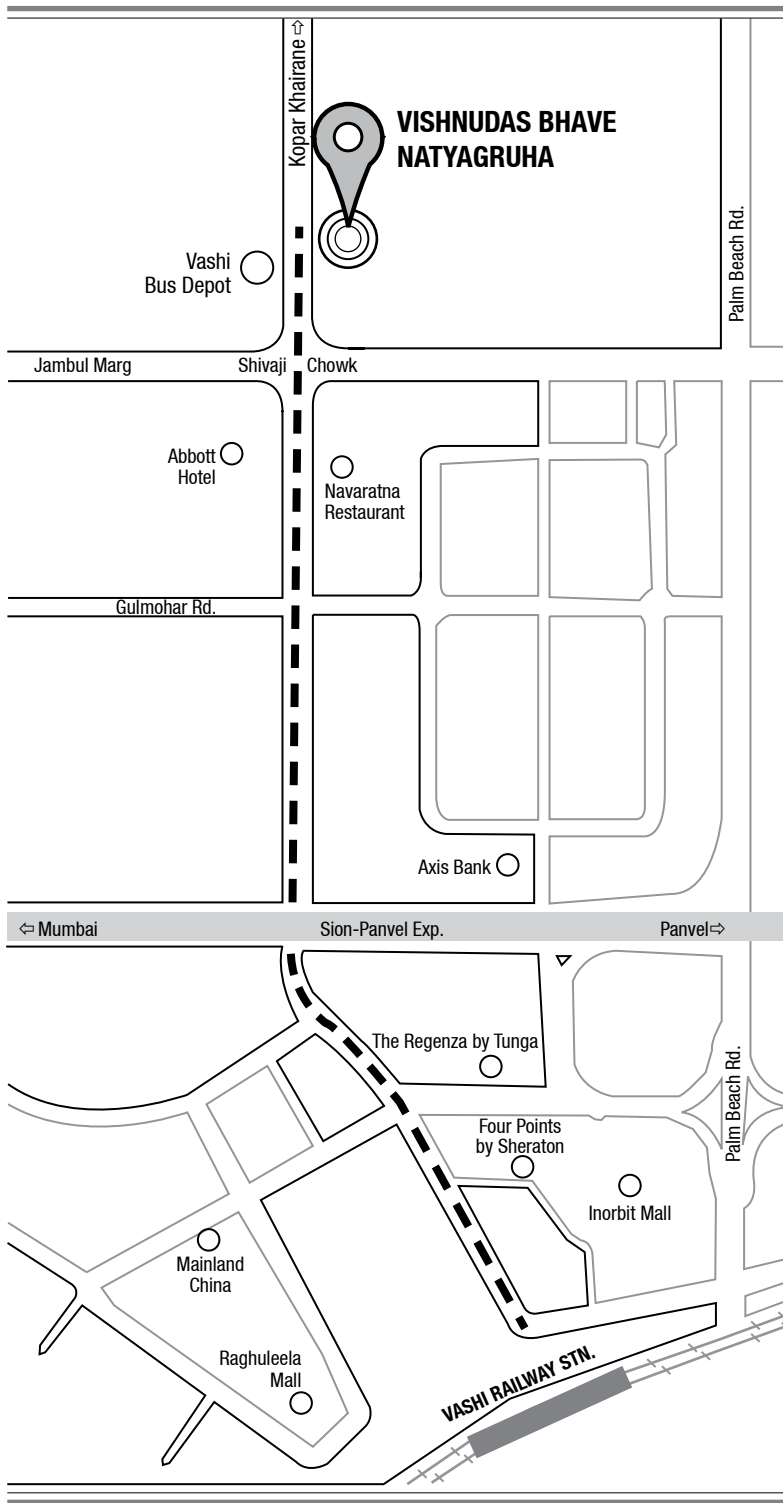 Kopar Khairane⇨
VISHNUDAS BHAVE
NATYAGRUHA
Palm Beach Rd.
Vashi
Bus Depot
Jambul Marg
Shivaji
Chowk
Abbott
Hotel
Navaratna
Restaurant
Gulmohar Rd.
Axis Bank
⇦ Mumbai
Sion-Panvel Exp.
Panvel⇨
The Regenza by Tunga
Palm Beach Rd.
Four Points
by Sheraton
Inorbit Mall
Mainland
China
Raghuleela
Mall
VASHI RAILWAY STN.